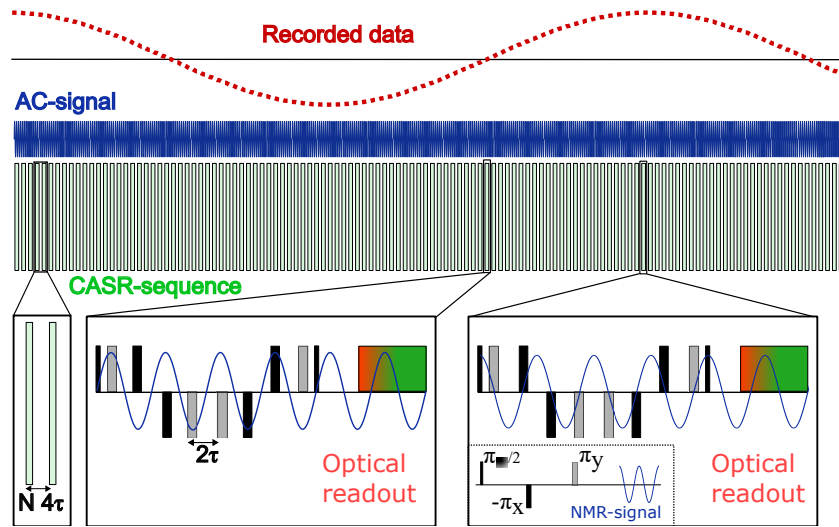 Recorded data
AC-signal
CASR-sequence
N 4τ
2τ
Optical
readout
π/2
-πx
πy
NMR-signal
Optical
readout